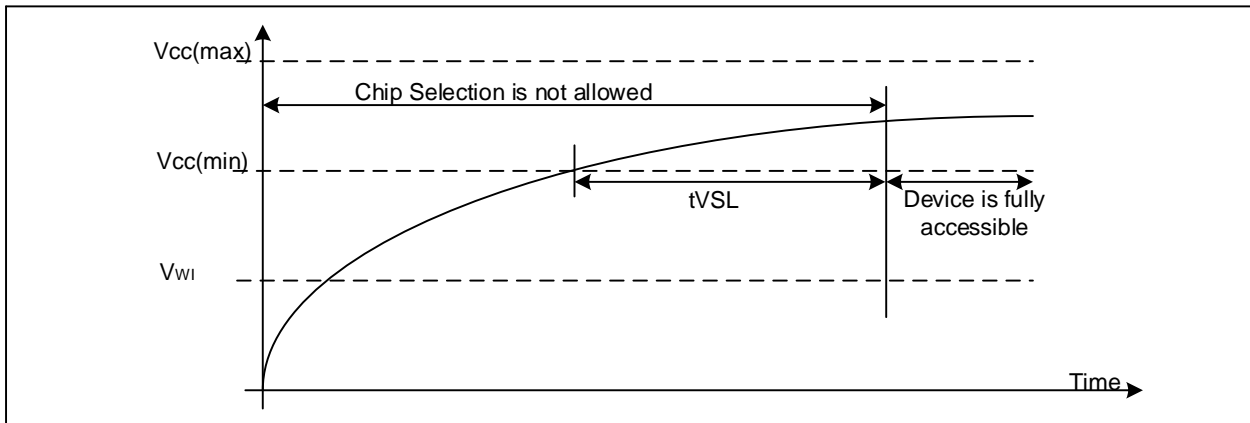 Vcc(max)
Chip Selection is not allowed
Vcc(min)
tVSL
Device is fully
accessible
VWI
Time